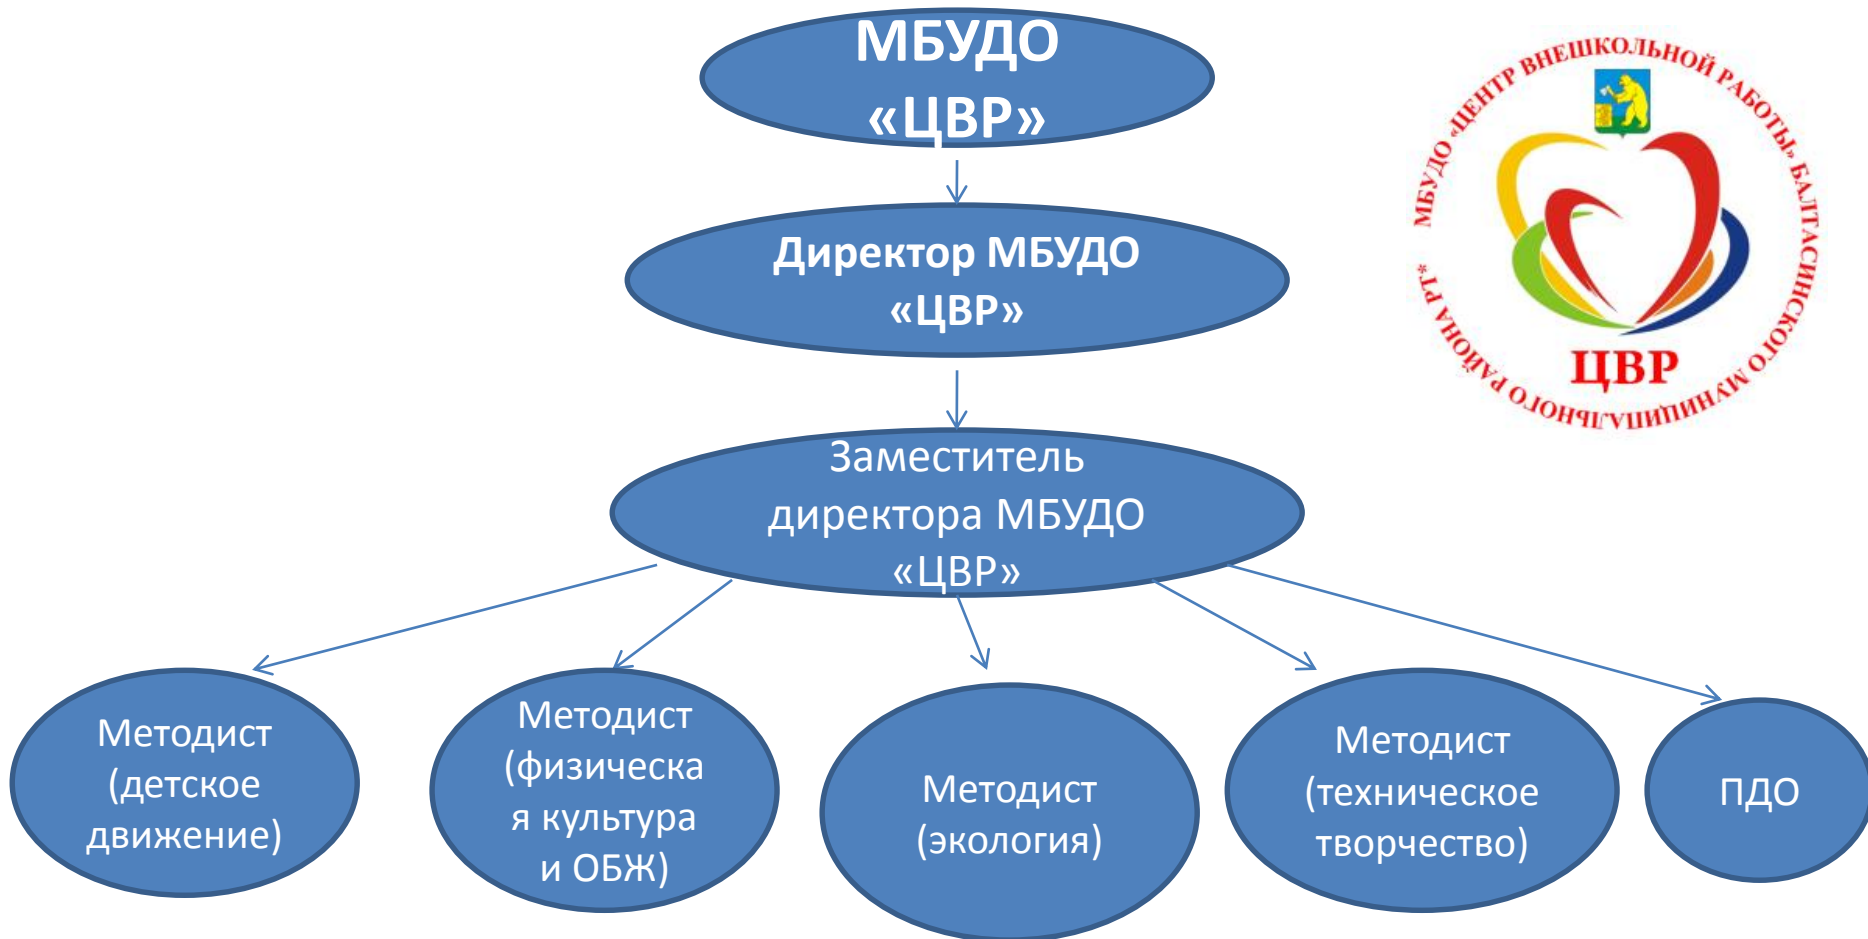 МБУДО
«ЦВР»
МБУДО «ЦЕНТР ВНЕШКОЛЬНОЙ РАБОТЫ» БАЛТАСИНСКОГО МУНИЦИПАЛЬНОГО РАЙОНА РТ*
ЦВР
Директор МБУДО
«ЦВР»
Заместитель
директора МБУДО
«ЦВР»
Методист
(детское
движение)
Методист
(физическа
я культура
и ОБЖ)
Методист
(экология)
Методист
(техническое
творчество)
ПДО